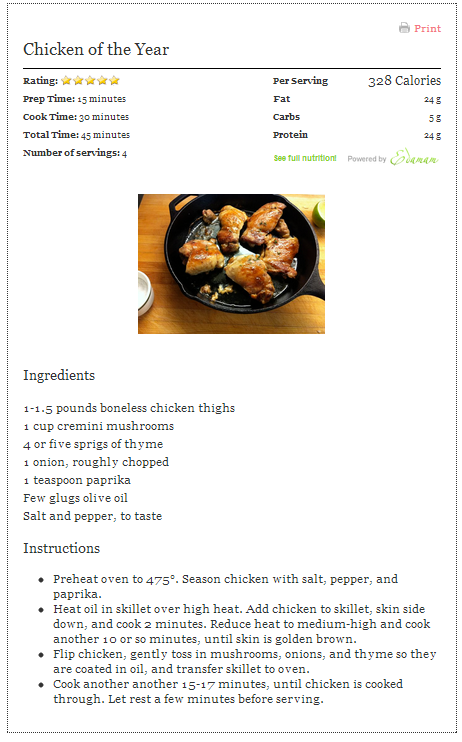 Print
Chicken of the Year
Rating:
Per Serving 328 Calories
Prep Time: 15 minutes
Fat 24 g
Cook Time: 30 minutes
Carbs 5 g
Total Time: 45 minutes
Protein 24 g
Number of servings: 4
See full nutrition! Powered by Edamam
Ingredients
1-1.5 pounds boneless chicken thighs
1 cup cremini mushrooms
4 or five sprigs of thyme
1 onion, roughly chopped
1 teaspoon paprika
Few glugs olive oil
Salt and pepper, to taste
Instructions
Preheat oven to 475°. Season chicken with salt, pepper, and
paprika.
Heat oil in skillet over high heat. Add chicken to skillet, skin side
down, and cook 2 minutes. Reduce heat to medium-high and cook
another 10 or so minutes, until skin is golden brown.
Flip chicken, gently toss in mushrooms, onions, and thyme so they
are coated in oil, and transfer skillet to oven.
Cook another another 15-17 minutes, until chicken is cooked
through. Let rest a few minutes before serving.